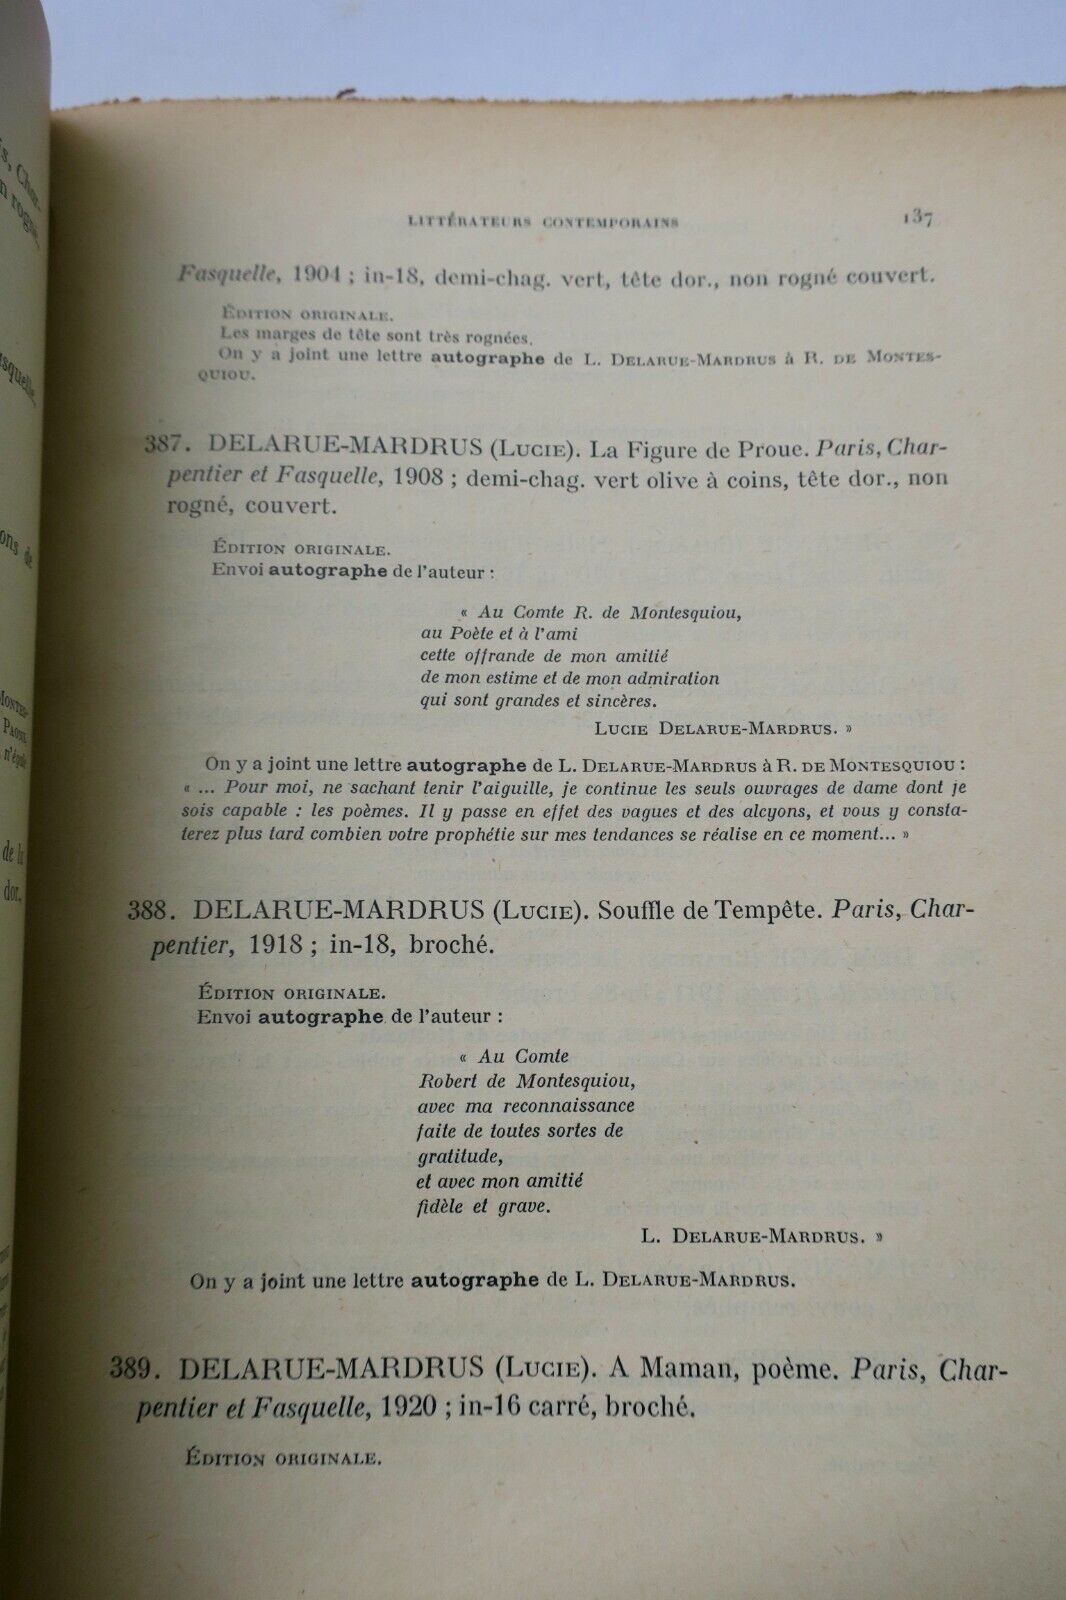 LITTÉRATEURS CONTEMPORAINS 137
Fasquelle, 1904 ; in-18, demi-chag. vert, tête dor., non rogné couvert.
ÉDITION ORIGINALE.
Les marges de tête sont très rognées.
On y a joint une lettre autographe de L. DELARUE-MARDRUS à R. DE MONTES-
QUIOU.
387. DELARUE-MARDRUS (LUCIE). La Figure de Proue. Paris, Char-
pentier et Fasquelle, 1908 ; demi-chag. vert olive à coins, tête dor., non
rogné, couvert.
ÉDITION ORIGINALE.
Envoi autographe de l'auteur :
« Au Comte R. de Montesquiou,
au Poète et à l'ami
cette offrande de mon amitié
de mon estime et de mon admiration
qui sont grandes et sincères.
LUCIE DELARUE-MARDRUS. »
On y a joint une lettre autographe de L. DELARUE-MARDRUS à R. DE MONTESQUIOU :
« ... Pour moi, ne sachant tenir l'aiguille, je continue les seuls ouvrages de dame dont je
sois capable : les poèmes. Il y passe en effet des vagues et des alcyons, et vous y consta-
terez plus tard combien votre prophétie sur mes tendances se réalise en ce moment... »
388. DELARUE-MARDRUS (LUCIE). Souffle de Tempête. Paris, Char-
pentier, 1918 ; in-18, broché.
ÉDITION ORIGINALE.
Envoi autographe de l'auteur :
« Au Comte
Robert de Montesquiou,
avec ma reconnaissance
faite de toutes sortes de
gratitude,
et avec mon amitié
fidèle et grave.
L. DELARUE-MARDRUS. »
On y a joint une lettre autographe de L. DELARUE-MARDRUS.
389. DELARUE-MARDRUS (LUCIE). A Maman, poème. Paris, Char-
pentier et Fasquelle, 1920 ; in-16 carré, broché.
ÉDITION ORIGINALE.